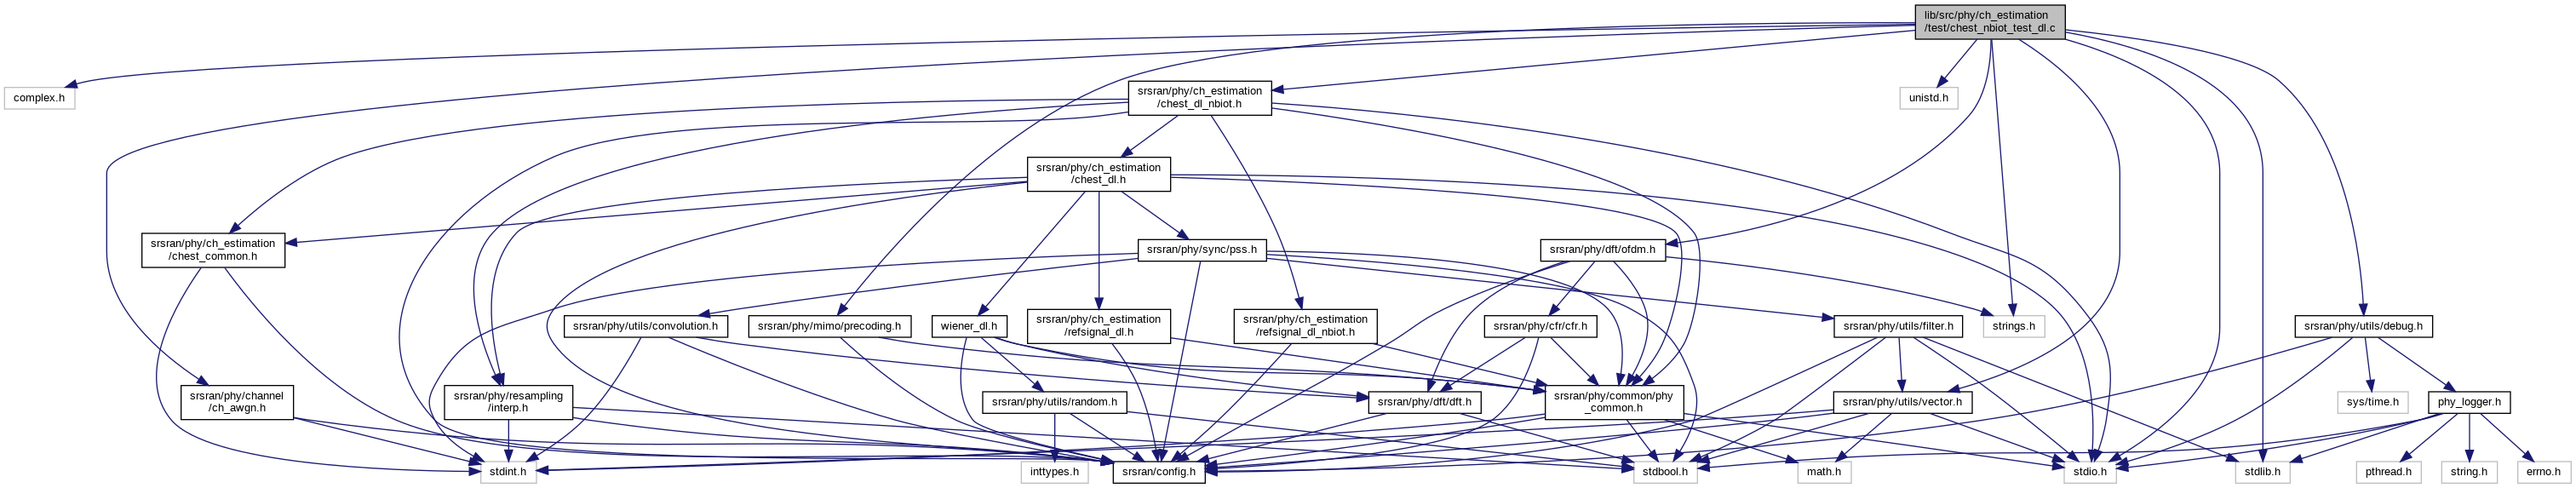 lib/src/phy/ch_estimation
/test/chest_nbiot_test_dl.c
complex.h
srsran/phy/ch_estimation
/chest_dl_nbiot.h
unistd.h
srsran/phy/ch_estimation
/chest_dl.h
srsran/phy/ch_estimation
/chest_common.h
srsran/phy/sync/pss.h
srsran/phy/dft/ofdm.h
srsran/phy/utils/convolution.h
srsran/phy/mimo/precoding.h
wiener_dl.h
srsran/phy/ch_estimation
/refsignal_dl.h
srsran/phy/ch_estimation
/refsignal_dl_nbiot.h
srsran/phy/cfr/cfr.h
srsran/phy/utils/filter.h
strings.h
srsran/phy/utils/debug.h
srsran/phy/channel
/ch_awgn.h
srsran/phy/resampling
/interp.h
srsran/phy/utils/random.h
srsran/phy/dft/dft.h
srsran/phy/common/phy
_common.h
srsran/phy/utils/vector.h
sys/time.h
phy_logger.h
stdint.h
inttypes.h
srsran/config.h
stdbool.h
math.h
stdio.h
stdlib.h
pthread.h
string.h
errno.h